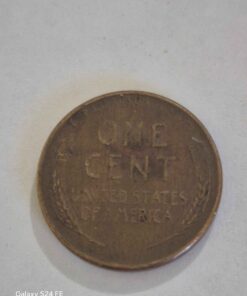 ONE
CENT
UNITED STATES
OF AMERICA
Galaxy S24 FE